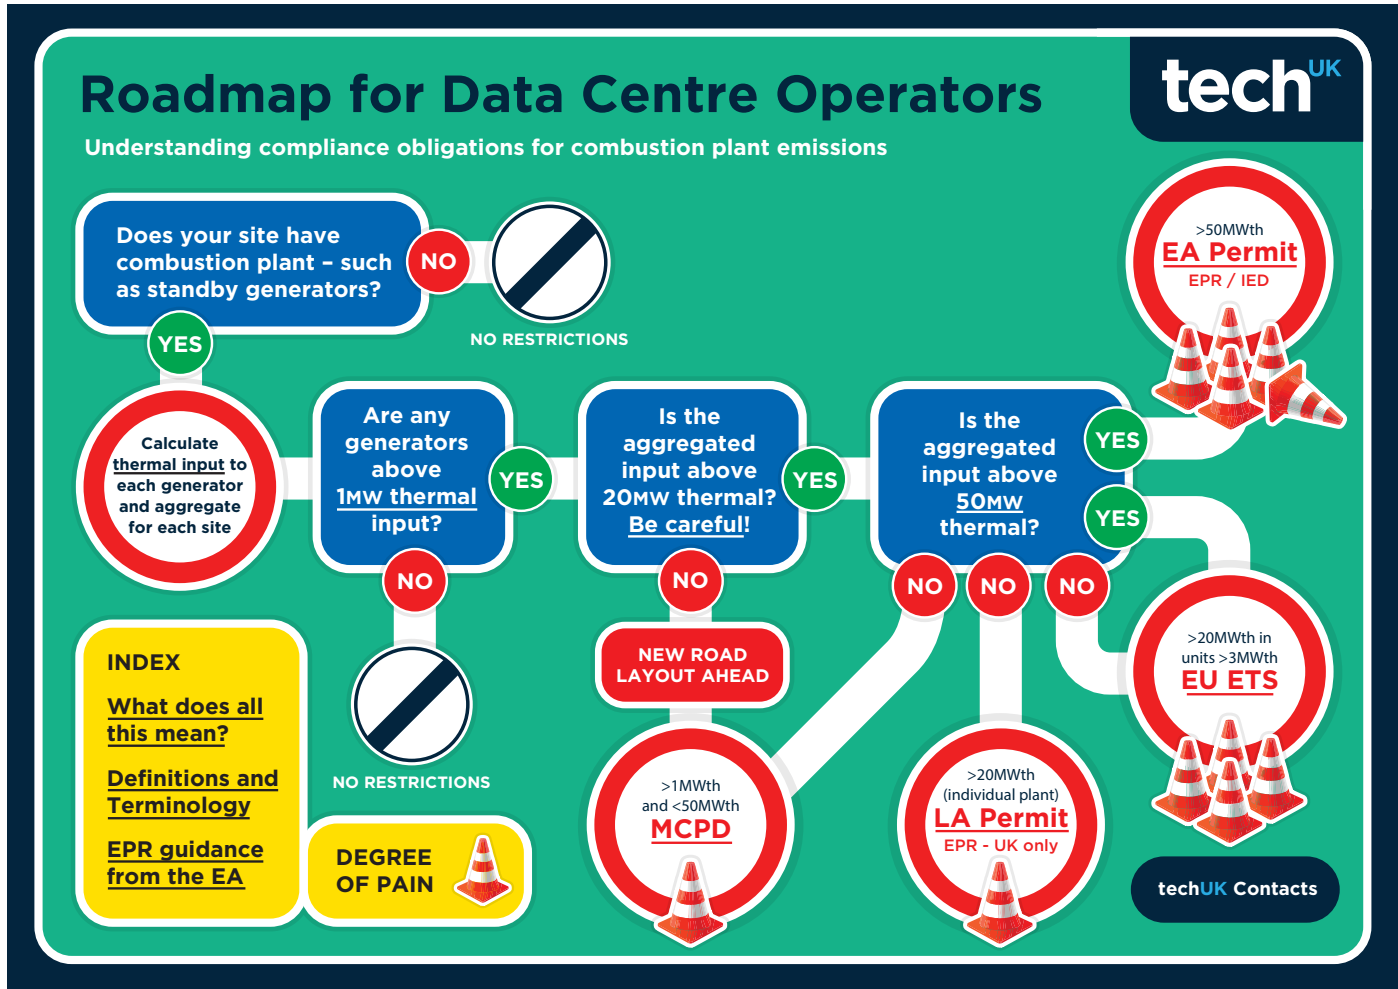 Roadmap for Data Centre Operators
techUK
Understanding compliance obligations for combustion plant emissions
Does your site have
combustion plant – such
as standby generators?
NO
NO RESTRICTIONS
YES
Calculate
thermal input to
each generator
and aggregate
for each site
Are any
generators
above
1MW thermal
input?
YES
NO
NO RESTRICTIONS
Is the
aggregated
input above
20MW thermal?
Be careful!
YES
NO
NEW ROAD
LAYOUT AHEAD
>1MWth
and <50MWth
MCPD
Is the
aggregated
input above
50MW
thermal?
YES
YES
NO
NO
NO
>50MWth
EA Permit
EPR / IED
>20MWth in
units >3MWth
EU ETS
>20MWth
(individual plant)
LA Permit
EPR - UK only
INDEX
What does all
this mean?
Definitions and
Terminology
EPR guidance
from the EA
DEGREE
OF PAIN
techUK Contacts